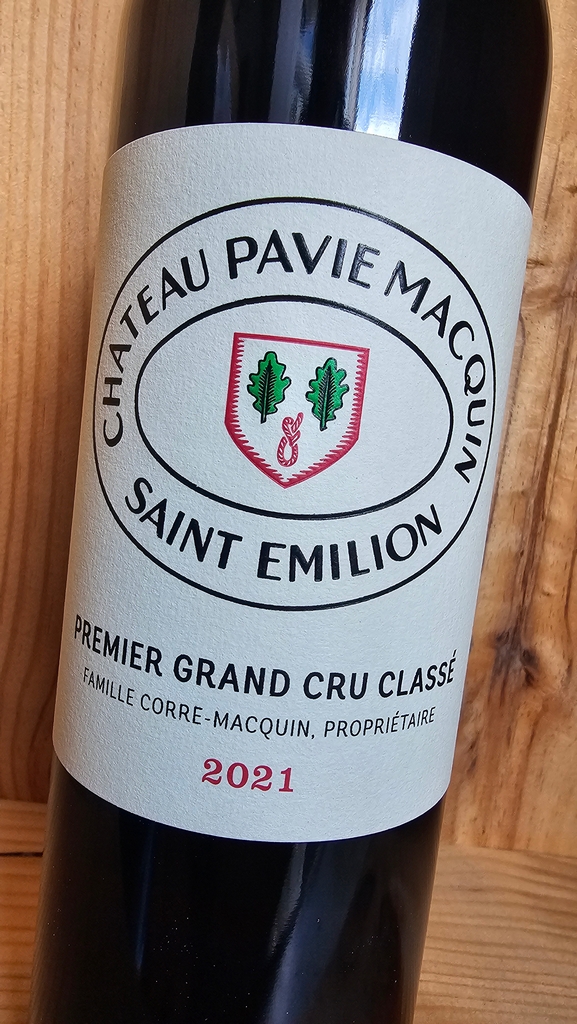 CHATEAU PAVIE MACQUIN
SAINT EMILION
PREMIER GRAND CRU CLASSÉ
FAMILLE CORRE-MACQUIN, PROPRIÉTAIRE
2021